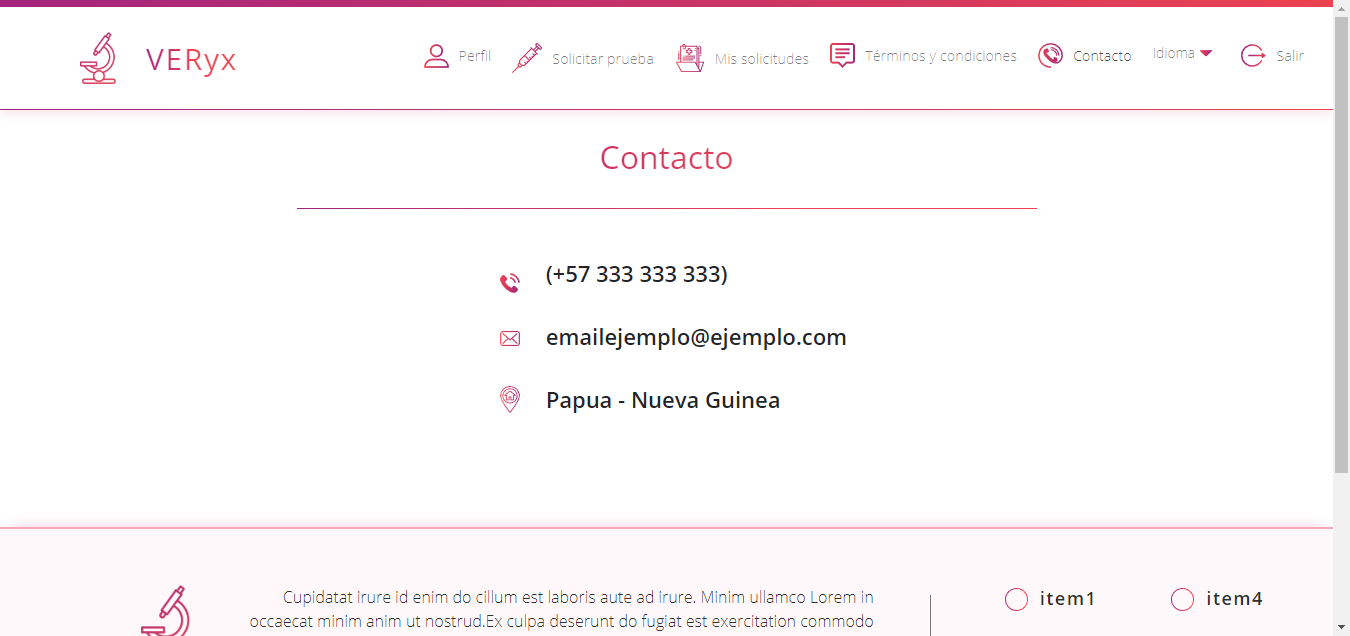 VERyx
Perfil
Solicitar prueba
Mis solicitudes
Términos y condiciones
Contacto
Idioma
Salir
Contacto
(+57 333 333 333)
emailejemplo@ejemplo.com
Papua - Nueva Guinea
Cupidatat irure id enim do cillum est laboris aute ad irure. Minim ullamco Lorem in
occaecat minim anim ut nostrud.Ex culpa deserunt do fugiat est exercitation commodo
item1
item4